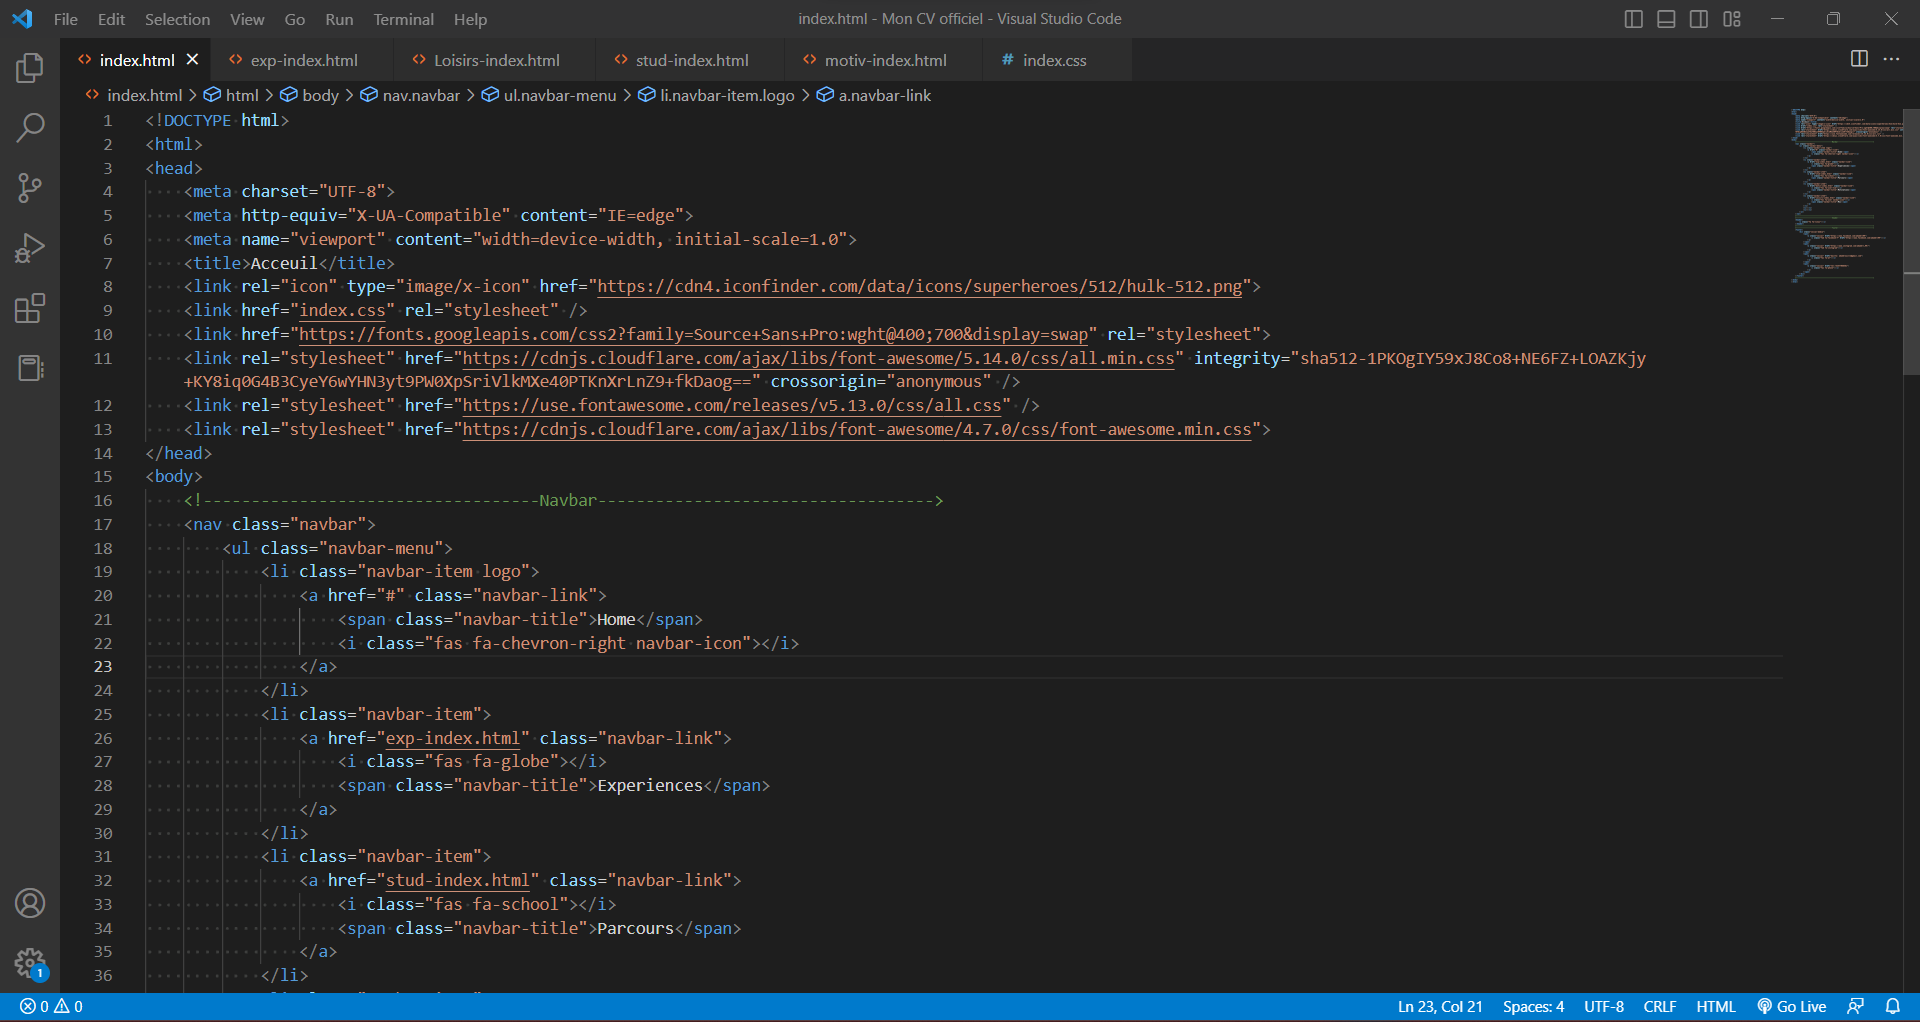 File Edit Selection View Go Run Terminal Help
index.html - Mon CV officiel - Visual Studio Code
index.html exp-index.html Loisirs-index.html stud-index.html motiv-index.html # index.css
index.html > html > body > nav.navbar > ul.navbar-menu > li.navbar-item.logo > a.navbar-link
1 <!DOCTYPE html>
2 <html>
3 <head>
4 <meta charset="UTF-8">
5 <meta http-equiv="X-UA-Compatible" content="IE=edge">
6 <meta name="viewport" content="width=device-width, initial-scale=1.0">
7 <title>Acceuil</title>
8 <link rel="icon" type="image/x-icon" href="https://cdn4.iconfinder.com/data/icons/superheroes/512/hulk-512.png">
9 <link href="index.css" rel="stylesheet" />
10 <link href="https://fonts.googleapis.com/css2?family=Source+Sans+Pro:wght@400;700&display=swap" rel="stylesheet">
11 <link rel="stylesheet" href="https://cdnjs.cloudflare.com/ajax/libs/font-awesome/5.14.0/css/all.min.css" integrity="sha512-1PKOgIY59xJ8Co8+NE6FZ+LOAZKjy
+KY8iq0G4B3CyeY6wYHN3yt9PW0XpSriVlkMXe40PTKnXrLnZ9+fkDaog==" crossorigin="anonymous" />
12 <link rel="stylesheet" href="https://use.fontawesome.com/releases/v5.13.0/css/all.css" />
13 <link rel="stylesheet" href="https://cdnjs.cloudflare.com/ajax/libs/font-awesome/4.7.0/css/font-awesome.min.css">
14 </head>
15 <body>
16 <!-----------------------------------Navbar----------------------------------->
17 <nav class="navbar">
18 <ul class="navbar-menu">
19 <li class="navbar-item logo">
20 <a href="#" class="navbar-link">
21 <span class="navbar-title">Home</span>
22 <i class="fas fa-chevron-right navbar-icon"></i>
23 </a>
24 </li>
25 <li class="navbar-item">
26 <a href="exp-index.html" class="navbar-link">
27 <i class="fas fa-globe"></i>
28 <span class="navbar-title">Experiences</span>
29 </a>
30 </li>
31 <li class="navbar-item">
32 <a href="stud-index.html" class="navbar-link">
33 <i class="fas fa-school"></i>
34 <span class="navbar-title">Parcours</span>
35 </a>
36 </li>
1
0 0 Ln 23, Col 21 Spaces: 4 UTF-8 CRLF HTML Go Live